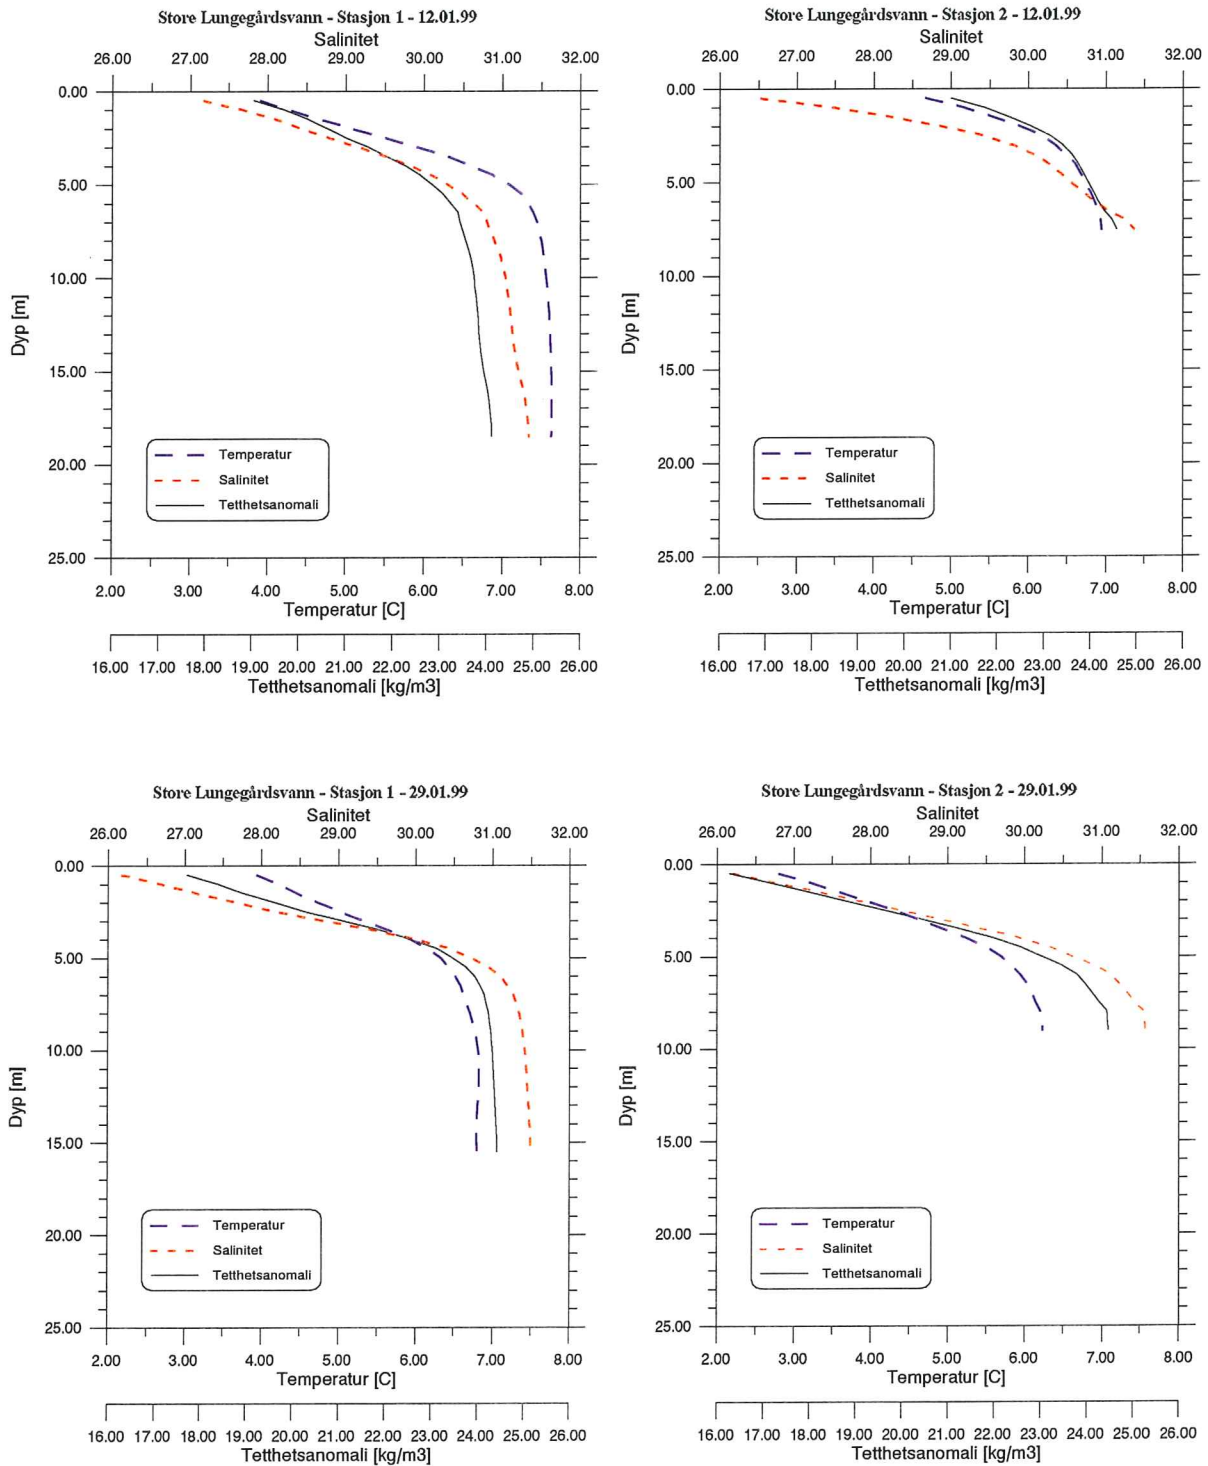 Store Lungegårdsvann - Stasjon 1 - 12.01.99
Salinitet
26.00 27.00 28.00 29.00 30.00 31.00 32.00
0.00
5.00
10.00
15.00
20.00
25.00
Dyp [m]
Temperatur
Salinitet
Tetthetsanomali
2.00 3.00 4.00 5.00 6.00 7.00 8.00
Temperatur [C]
16.00 17.00 18.00 19.00 20.00 21.00 22.00 23.00 24.00 25.00 26.00
Tetthetsanomali [kg/m3]
Store Lungegårdsvann - Stasjon 2 - 12.01.99
Salinitet
26.00 27.00 28.00 29.00 30.00 31.00 32.00
0.00
5.00
10.00
15.00
20.00
25.00
Dyp [m]
Temperatur
Salinitet
Tetthetsanomali
2.00 3.00 4.00 5.00 6.00 7.00 8.00
Temperatur [C]
16.00 17.00 18.00 19.00 20.00 21.00 22.00 23.00 24.00 25.00 26.00
Tetthetsanomali [kg/m3]
Store Lungegårdsvann - Stasjon 1 - 29.01.99
Salinitet
26.00 27.00 28.00 29.00 30.00 31.00 32.00
0.00
5.00
10.00
15.00
20.00
25.00
Dyp [m]
Temperatur
Salinitet
Tetthetsanomali
2.00 3.00 4.00 5.00 6.00 7.00 8.00
Temperatur [C]
16.00 17.00 18.00 19.00 20.00 21.00 22.00 23.00 24.00 25.00 26.00
Tetthetsanomali [kg/m3]
Store Lungegårdsvann - Stasjon 2 - 29.01.99
Salinitet
26.00 27.00 28.00 29.00 30.00 31.00 32.00
0.00
5.00
10.00
15.00
20.00
25.00
Dyp [m]
Temperatur
Salinitet
Tetthetsanomali
2.00 3.00 4.00 5.00 6.00 7.00 8.00
Temperatur [C]
16.00 17.00 18.00 19.00 20.00 21.00 22.00 23.00 24.00 25.00 26.00
Tetthetsanomali [kg/m3]